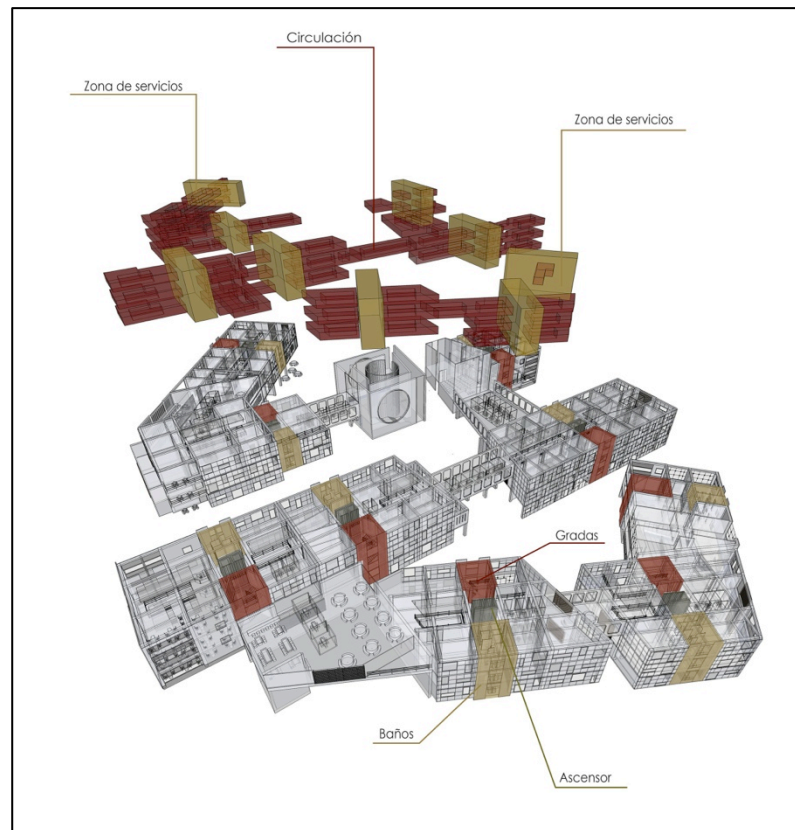 Circulación
Zona de servicios
Zona de servicios
Gradas
Baños
Ascensor